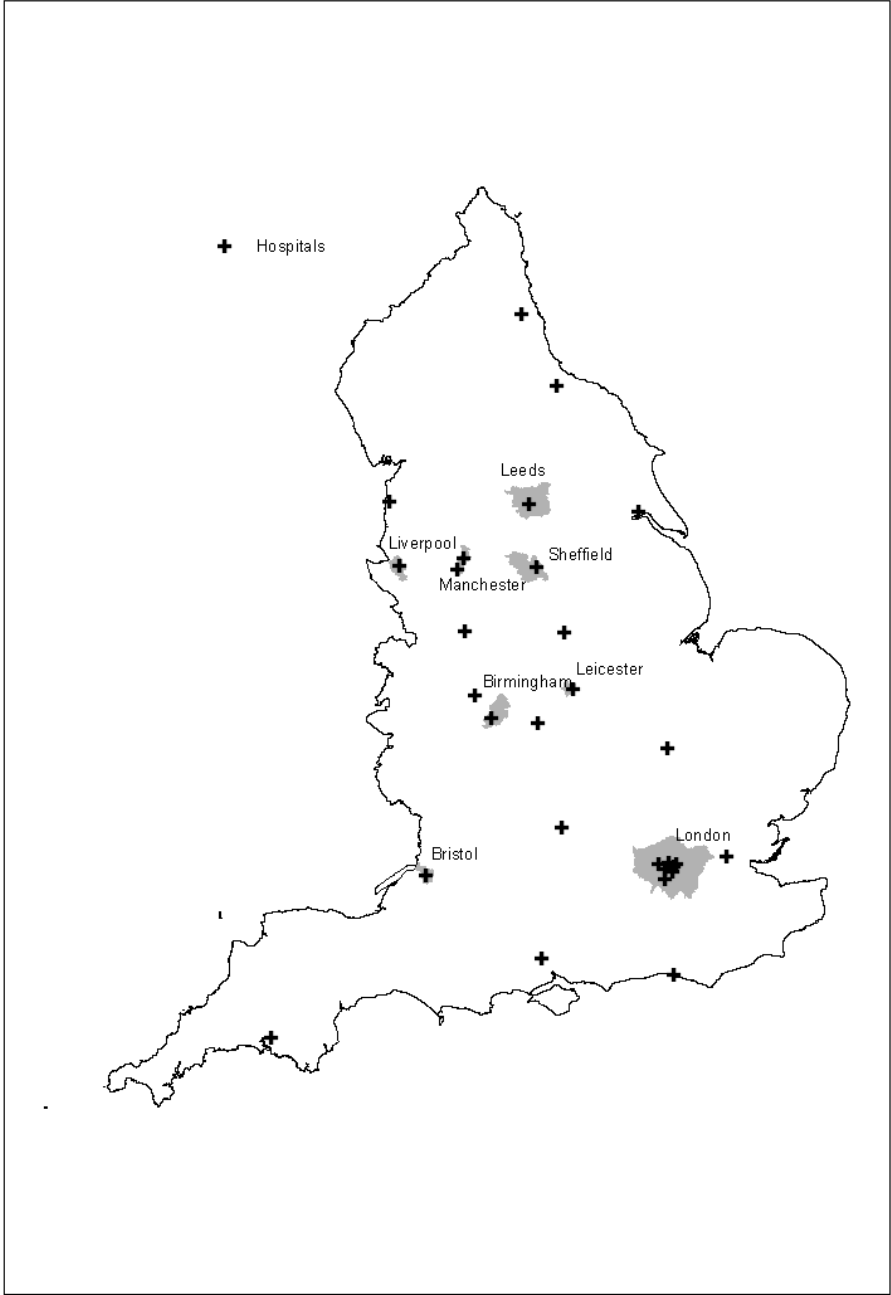 Hospitals
Leeds
Liverpool
Sheffield
Manchester
Leicester
Birmingham
London
Bristol